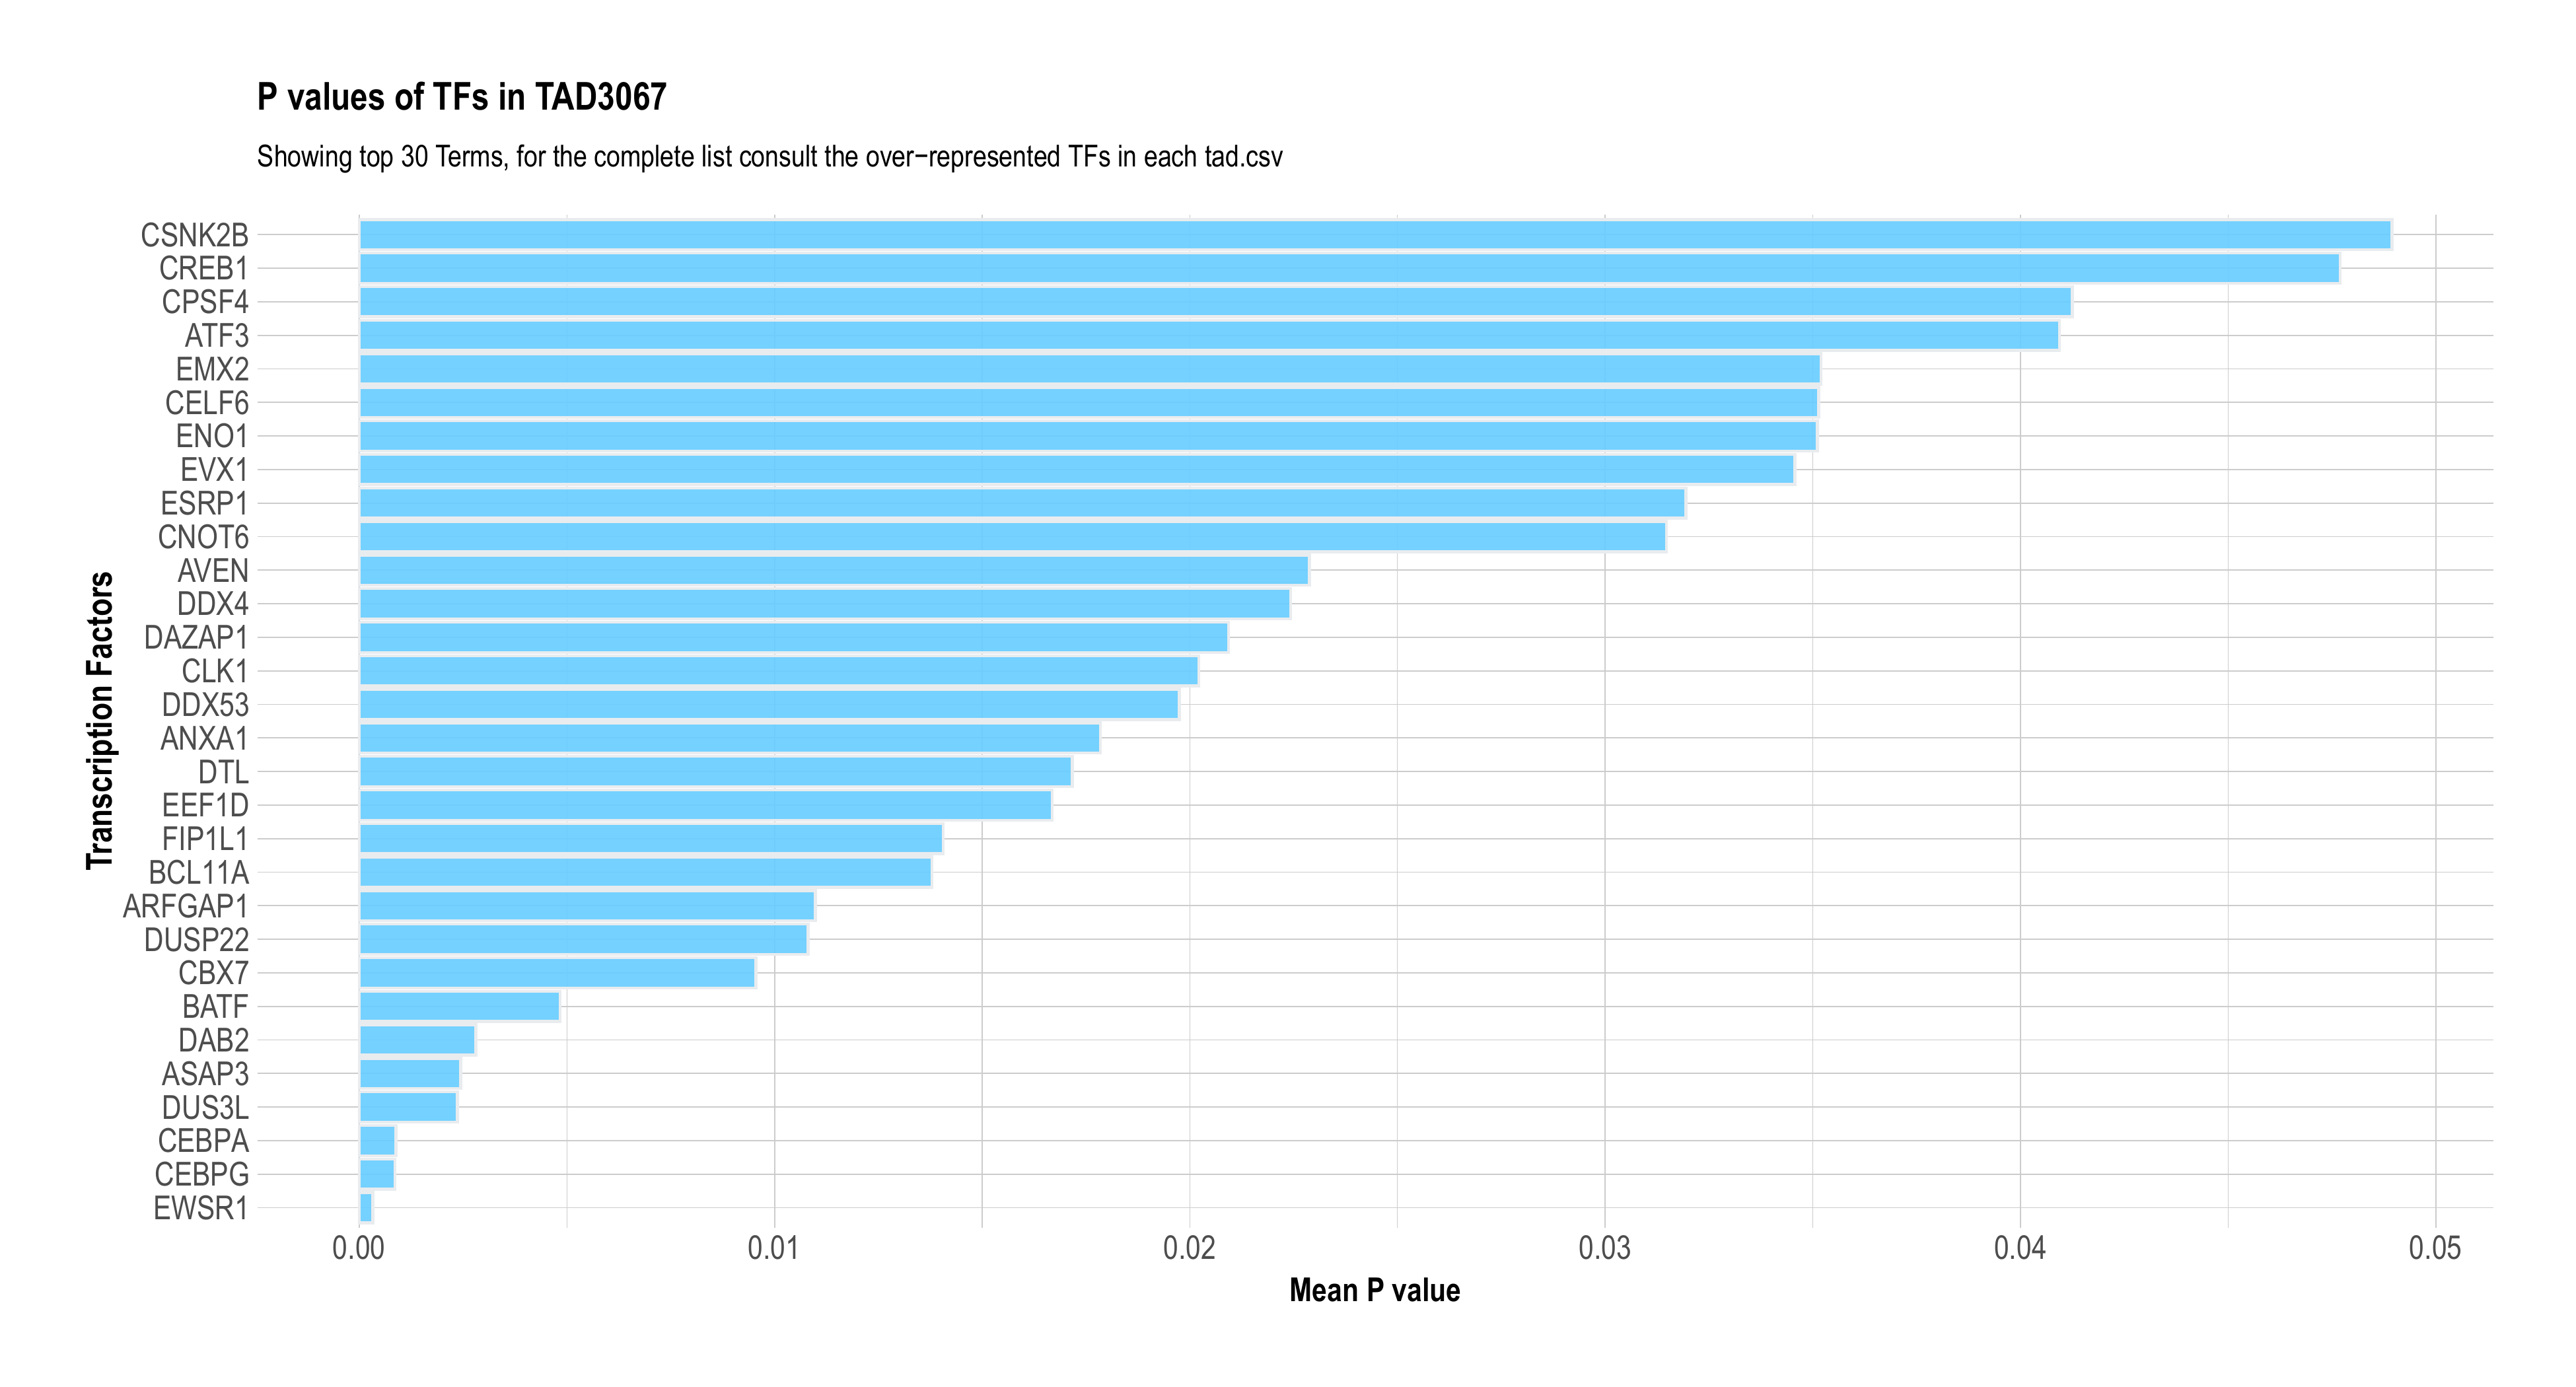 P values of TFs in TAD3067
Showing top 30 Terms, for the complete list consult the over−represented TFs in each tad.csv
Transcription Factors
CSNK2B
CREB1
CPSF4
ATF3
EMX2
CELF6
ENO1
EVX1
ESRP1
CNOT6
AVEN
DDX4
DAZAP1
CLK1
DDX53
ANXA1
DTL
EEF1D
FIP1L1
BCL11A
ARFGAP1
DUSP22
CBX7
BATF
DAB2
ASAP3
DUS3L
CEBPA
CEBPG
EWSR1
0.00 0.01 0.02 0.03 0.04 0.05
Mean P value